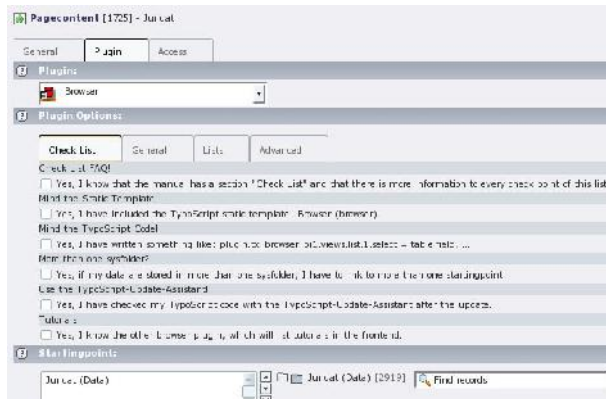 Pagecontent [1725] - Jurcat
General Plugin Access
Plugin:
Browser
Plugin Options:
Check List General Lists Advanced
Check List FAQ!
Yes, I know that the manual has a section "Check List" and that there is more information to every check point of this list
Mind the Static Template
Yes, I have included the TypoScript static template: Browser (browser)
Mind the TypoScript Code!
Yes, I have written something like: plugin.tx_browser_pi1.views.list.1.select = table.field, ...
More than one sysfolder?
Yes, if my data are stored in more than one sysfolder, I have to link to more than one startingpoint
Use the TypoScript-Update-Assistant
Yes, I have checked my TypoScript code with the TypoScript-Update-Assistant after the update.
Tutorials
Yes, I know the other browser plugin, which will list tutorials in the frontend.
Startingpoint:
Jurcat (Data) Jurcat (Data) [2919] Find records